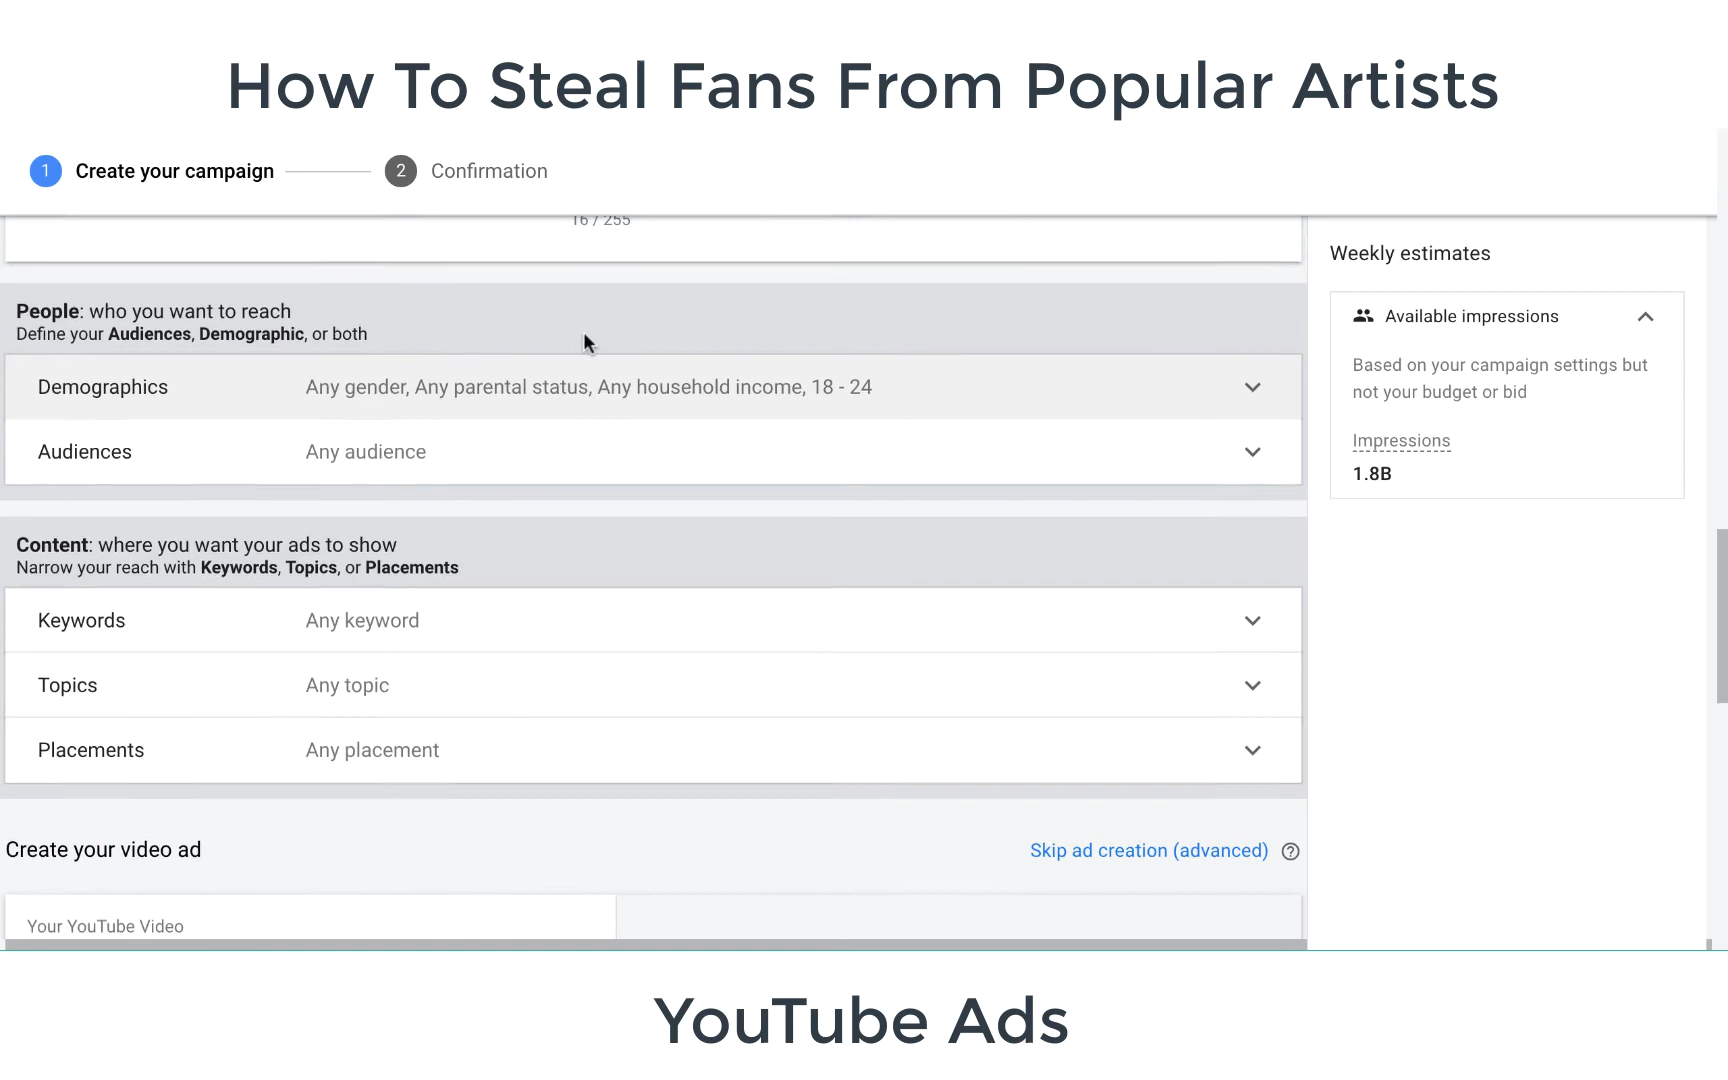 How To Steal Fans From Popular Artists
1 Create your campaign 2 Confirmation
16 / 255
Weekly estimates
People: who you want to reach
Define your Audiences, Demographic, or both
Available impressions
Based on your campaign settings but
not your budget or bid
Impressions
1.8B
Demographics Any gender, Any parental status, Any household income, 18 - 24
Audiences Any audience
Content: where you want your ads to show
Narrow your reach with Keywords, Topics, or Placements
Keywords Any keyword
Topics Any topic
Placements Any placement
Create your video ad Skip ad creation (advanced) ?
Your YouTube Video
YouTube Ads